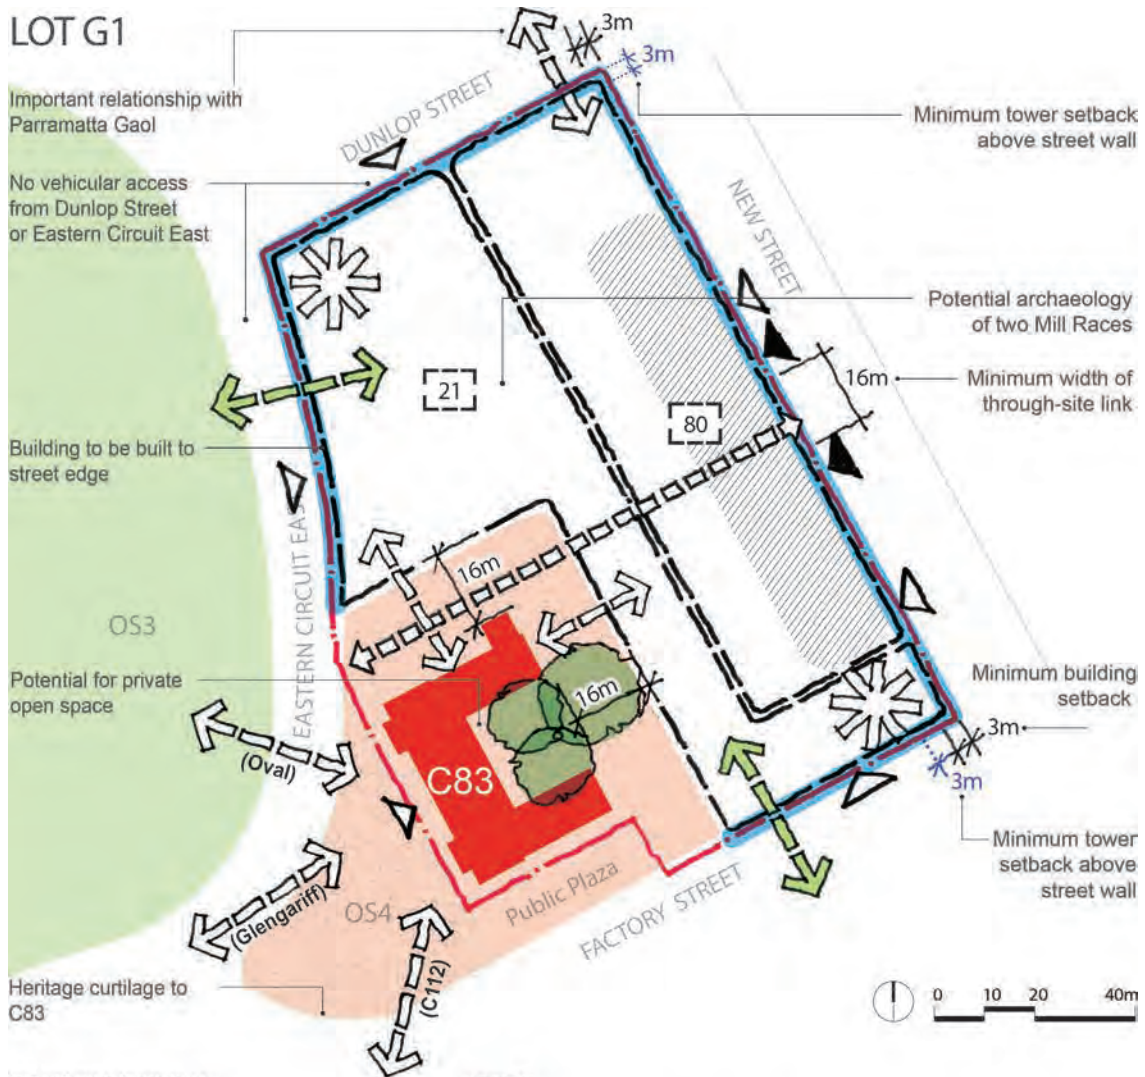 LOT G1
3m
3m
Important relationship with
Parramatta Gaol
DUNLOP STREET
Minimum tower setback
above street wall
No vehicular access
from Dunlop Street
or Eastern Circuit East
NEW STREET
Potential archaeology
of two Mill Races
21
80
16m
Minimum width of
through-site link
Building to be built to
street edge
EASTERN CIRCUIT EAS
16m
OS3
Potential for private
open space
16m
Minimum building
setback
3m
3m
(Oval)
C83
Minimum tower
setback above
street wall
Public Plaza
FACTORY STREET
OS4
(Glengariff)
(C112)
Heritage curtilage to
C83
0 10 20 40m